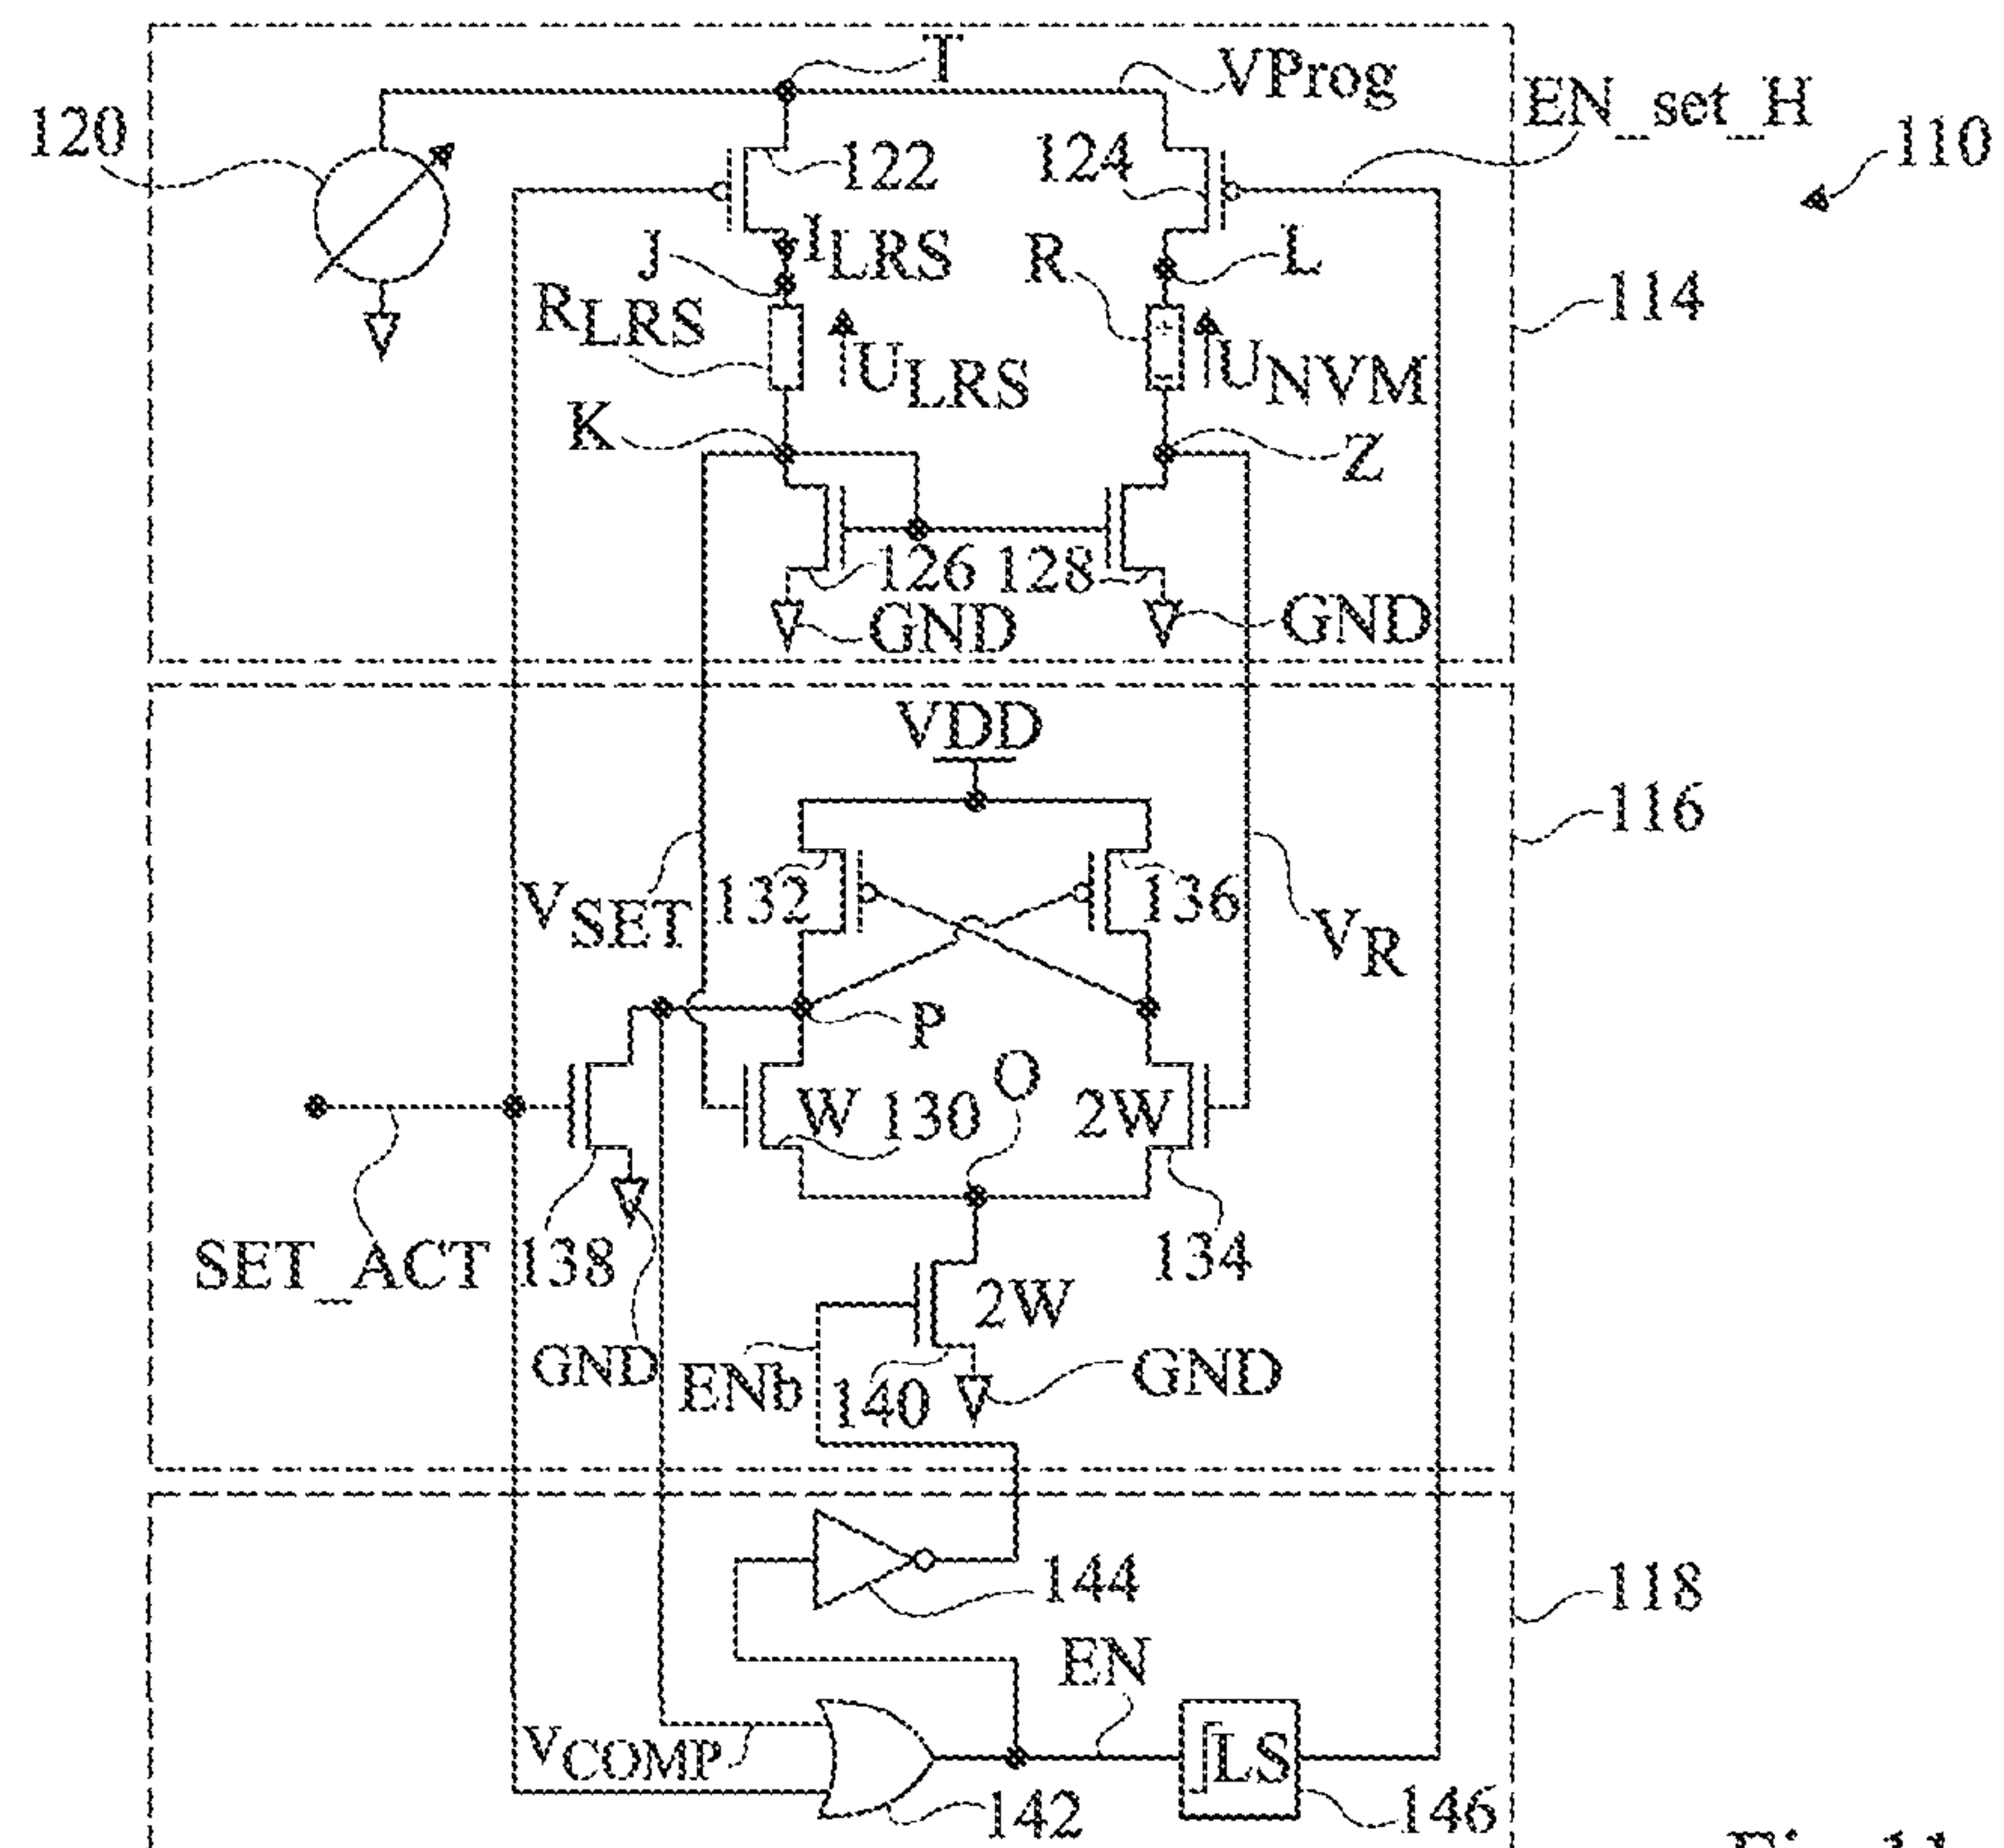 T
VProg
EN_set_H
120
122
124
110
J
ILRS
R
L
RLRS
114
ULRS
UNVM
K
Z
126
128
GND
GND
VDD
116
VSET
132
136
VR
P
O
W
130
2W
SET_ACT
138
134
GND
ENb
2W
140
GND
144
118
EN
VCOMP
∫LS
142
146